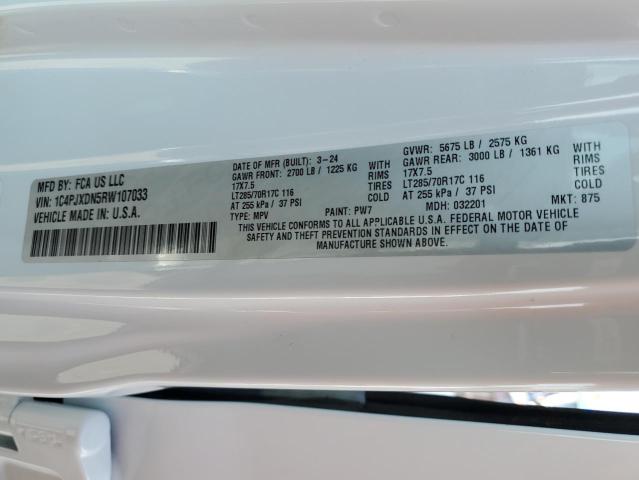 MFD BY: FCA US LLC
VIN: 1C4PJXDN5RW107033
VEHICLE MADE IN U.S.A.
DATE OF MFR (BUILT): 3-24 GVWR: 5675 LB / 2575 KG
GAWR FRONT: 2700 LB / 1225 KG WITH GAWR REAR: 3000 LB / 1361 KG WITH
17X7.5 RIMS 17X7.5 RIMS
LT285/70R17C 116 TIRES LT285/70R17C 116 TIRES
AT 255 kPa / 37 PSI COLD AT 255 kPa / 37 PSI COLD
TYPE: MPV PAINT: PW7 MDH: 032201 MKT: 875
THIS VEHICLE CONFORMS TO ALL APPLICABLE U.S.A. FEDERAL MOTOR VEHICLE
SAFETY AND THEFT PREVENTION STANDARDS IN EFFECT ON THE DATE OF
MANUFACTURE SHOWN ABOVE.